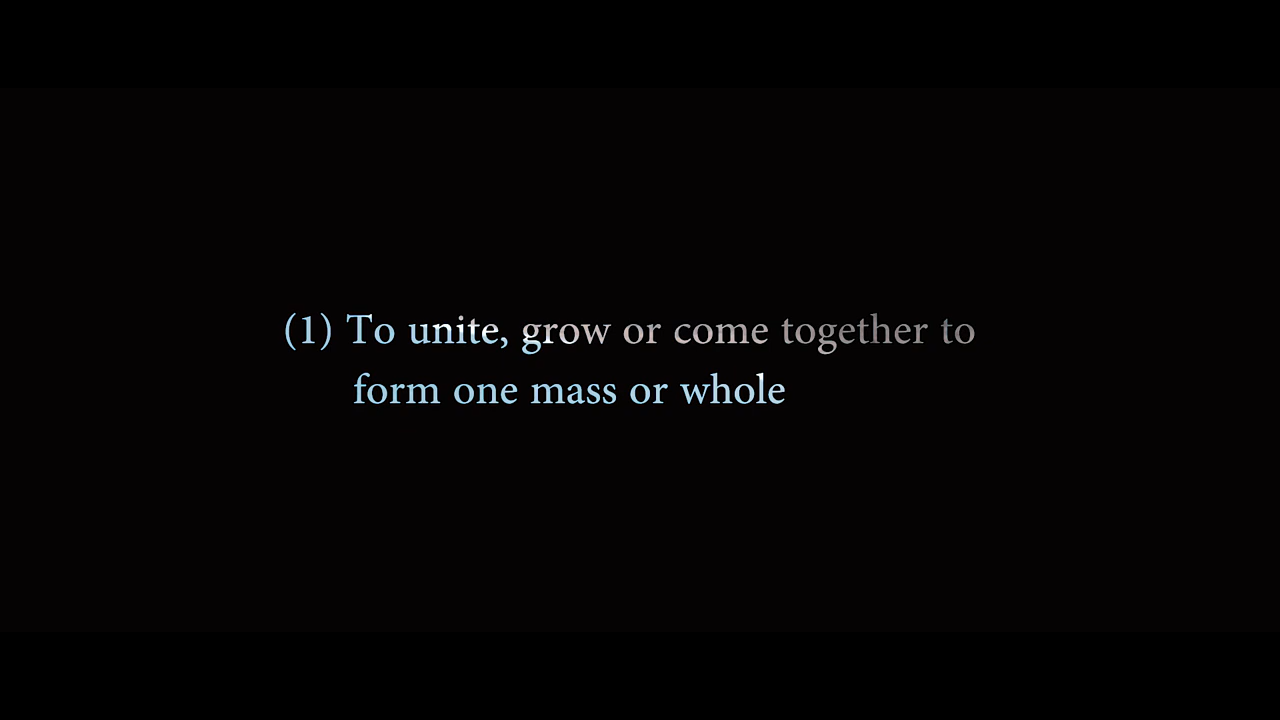 (1) To unite, grow or come together to
form one mass or whole